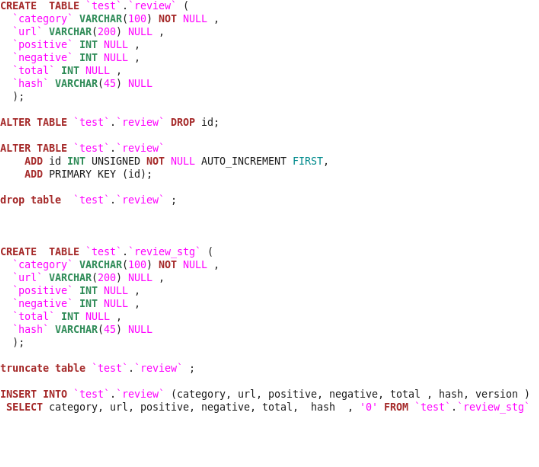 CREATE  TABLE `test`.`review` (
  `category` VARCHAR(100) NOT NULL ,
  `url` VARCHAR(200) NULL ,
  `positive` INT NULL ,
  `negative` INT NULL ,
  `total` INT NULL ,
  `hash` VARCHAR(45) NULL
  );
ALTER TABLE `test`.`review` DROP id;
ALTER TABLE `test`.`review`
    ADD id INT UNSIGNED NOT NULL AUTO_INCREMENT FIRST,
    ADD PRIMARY KEY (id);
drop table  `test`.`review` ;
CREATE  TABLE `test`.`review_stg` (
  `category` VARCHAR(100) NOT NULL ,
  `url` VARCHAR(200) NULL ,
  `positive` INT NULL ,
  `negative` INT NULL ,
  `total` INT NULL ,
  `hash` VARCHAR(45) NULL
  );
truncate table `test`.`review` ;
INSERT INTO `test`.`review` (category, url, positive, negative, total , hash, version )
 SELECT category, url, positive, negative, total,  hash  , '0' FROM `test`.`review_stg`